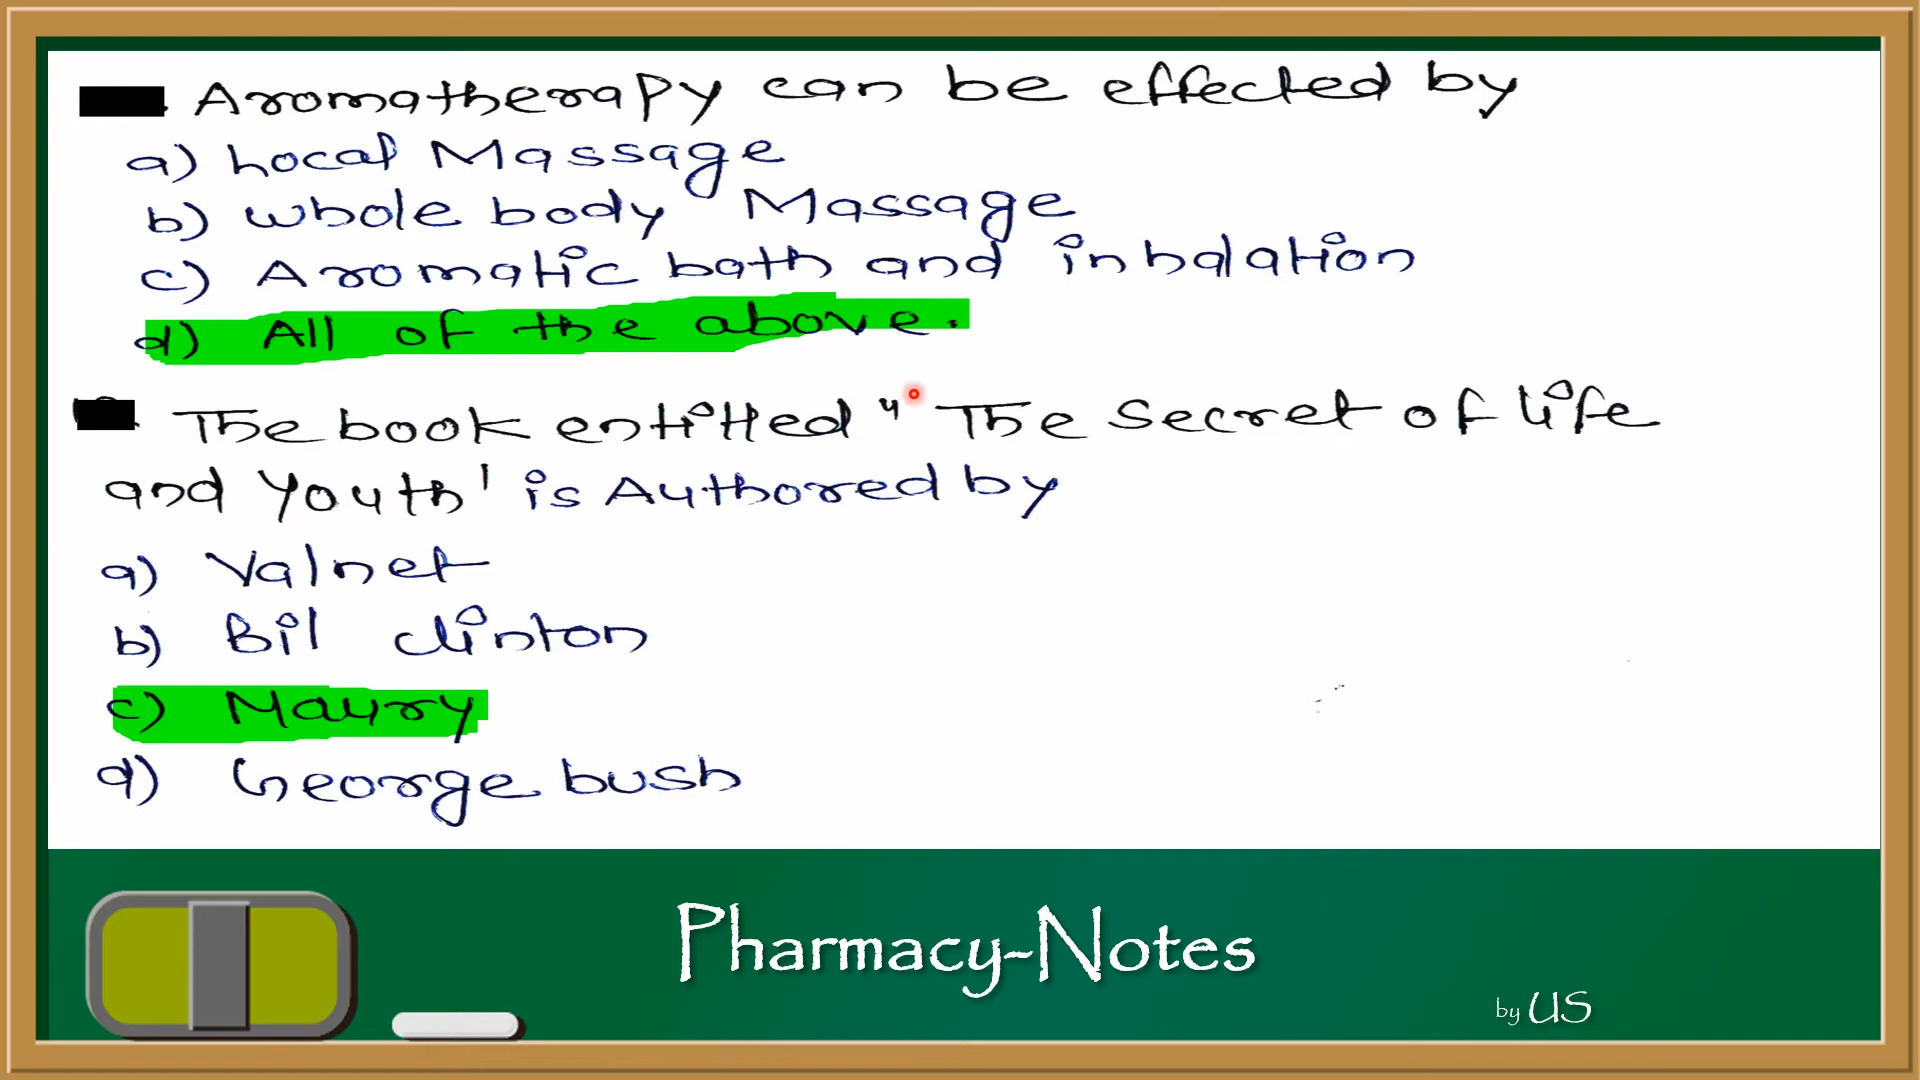 Aromatherapy can be effected by
a) Local Massage
b) whole body Massage
c) Aromatic bath and inhalation
d) All of the above.
The book entitled " The secret of life
and Youth' is Authored by
a) Valnet
b) Bil clinton
c) Maury
d) George bush
Pharmacy-Notes
by US